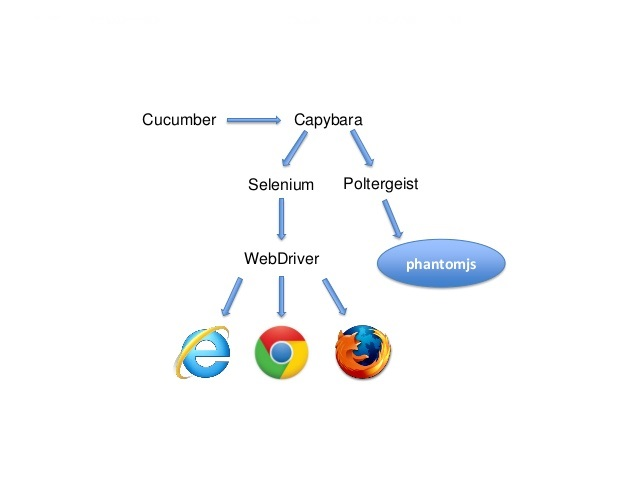 Cucumber
Capybara
Selenium
Poltergeist
WebDriver
phantomjs